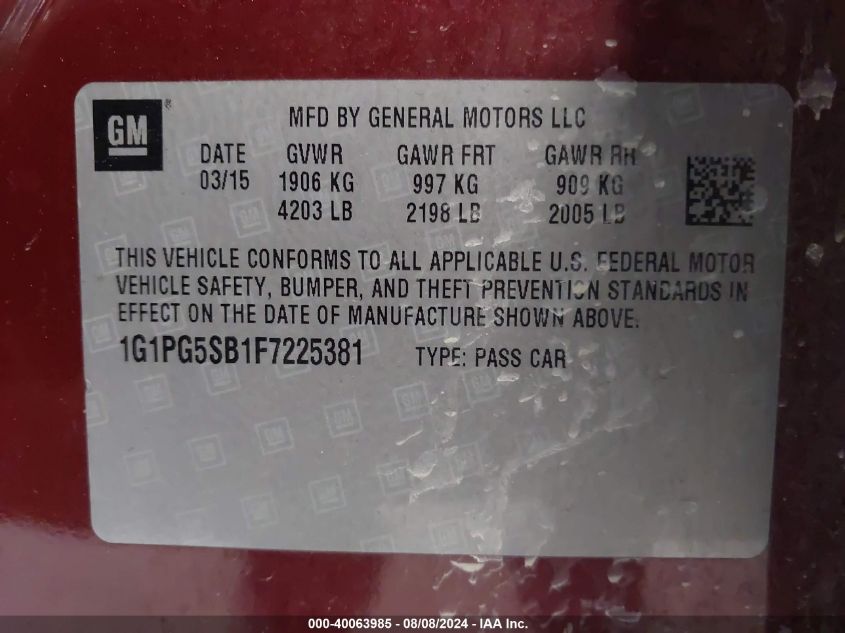 GM®
MFD BY GENERAL MOTORS LLC
DATE GVWR GAWR FRT GAWR RR
03/15 1906 KG 997 KG 909 KG
4203 LB 2198 LB 2005 LB
THIS VEHICLE CONFORMS TO ALL APPLICABLE U.S. FEDERAL MOTOR
VEHICLE SAFETY, BUMPER, AND THEFT PREVENTION STANDARDS IN
EFFECT ON THE DATE OF MANUFACTURE SHOWN ABOVE.
1G1PG5SB1F7225381 TYPE: PASS CAR
000-40063985 - 08/08/2024 - IAA Inc.